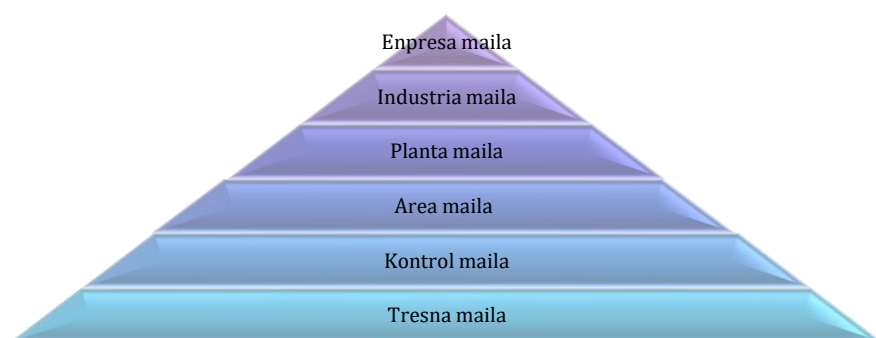 Enpresa maila
Industria maila
Planta maila
Area maila
Kontrol maila
Tresna maila